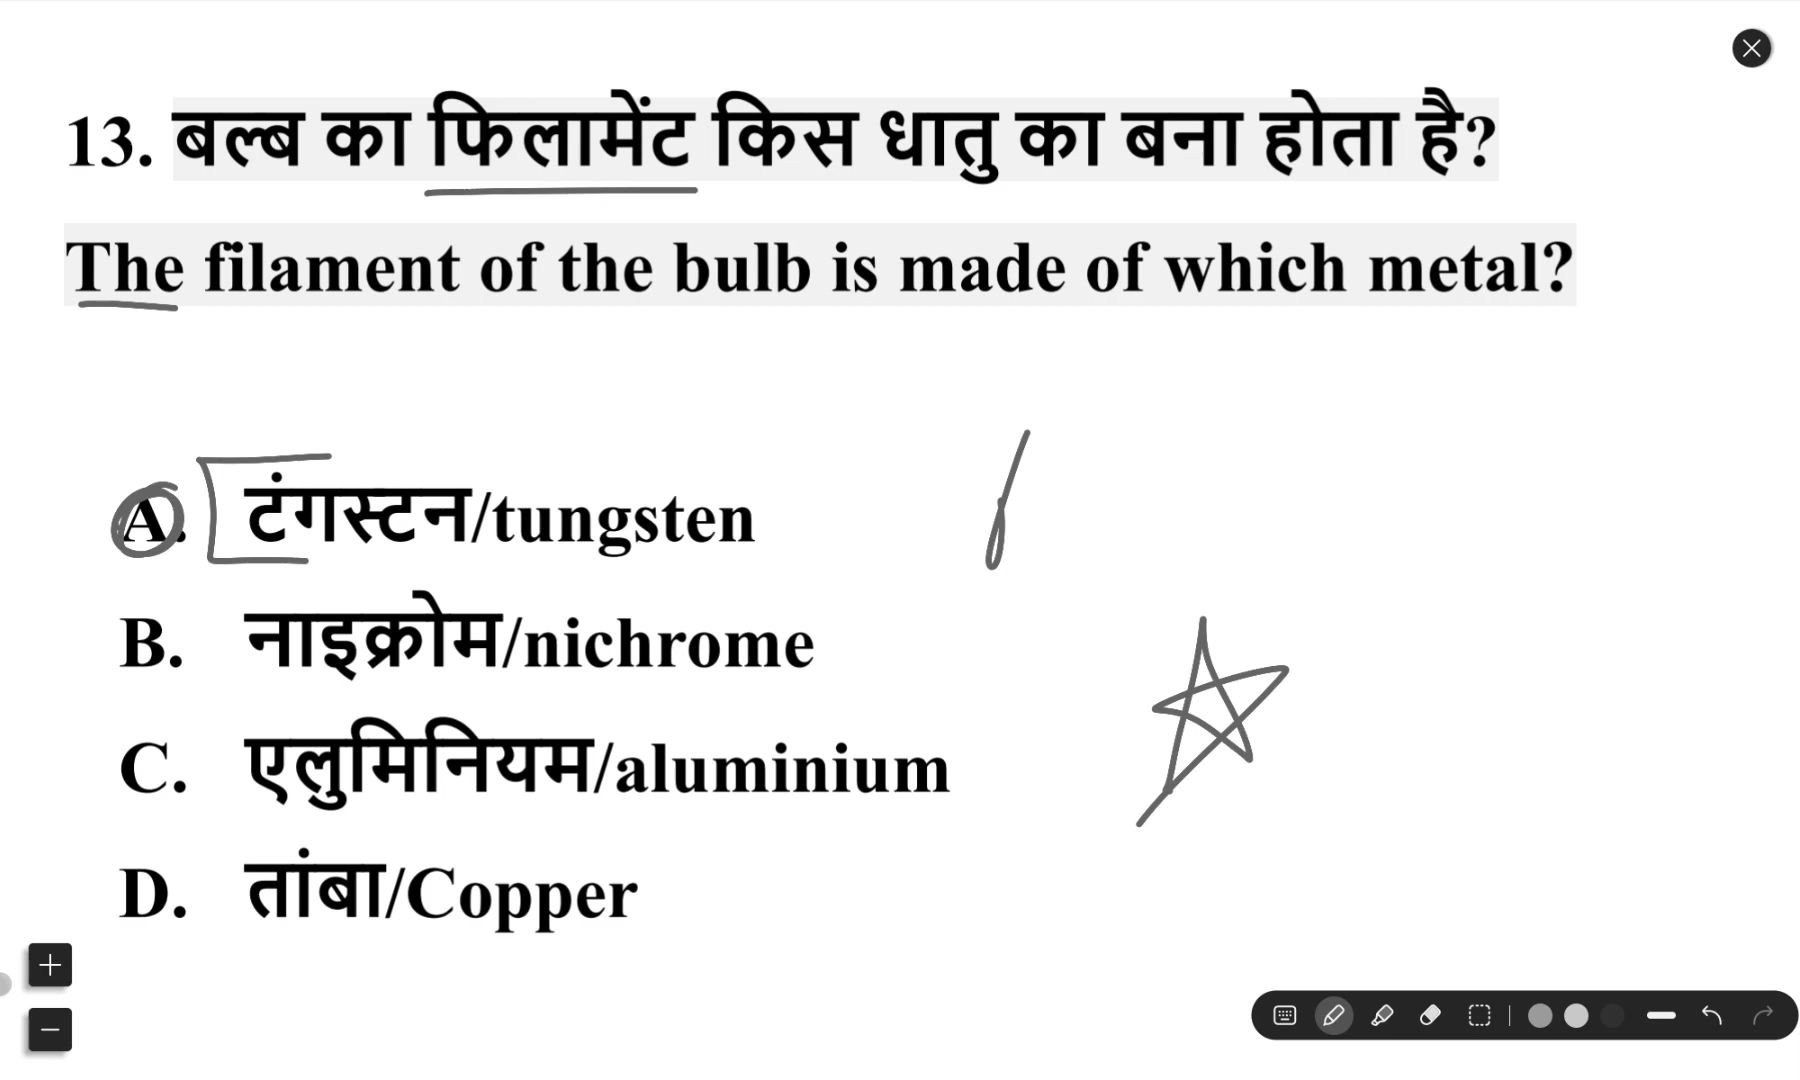 13. बल्ब का फिलामेंट किस धातु का बना होता है?
The filament of the bulb is made of which metal?
A. टंगस्टन/tungsten
B. नाइक्रोम/nichrome
C. एलुमिनियम/aluminium
D. तांबा/Copper